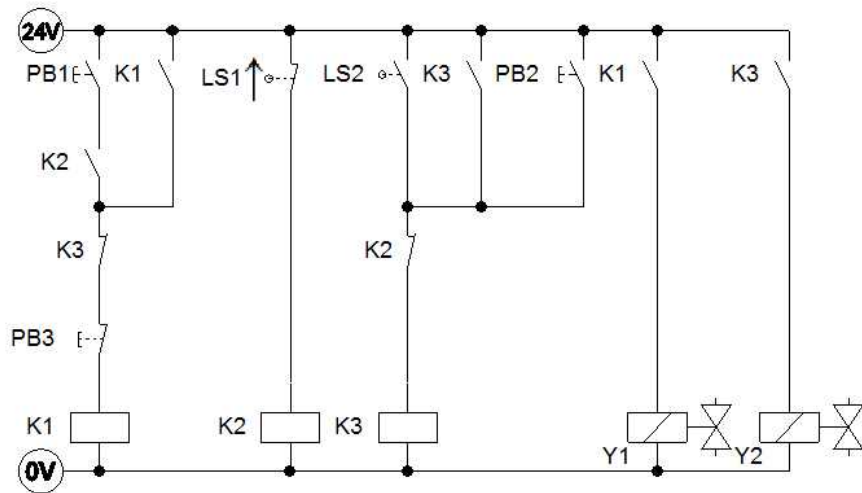 24V
PB1 K1 LS1 LS2 K3 PB2 K1 K3
K2
K3 K2
PB3
K1 K2 K3 Y1 Y2
0V